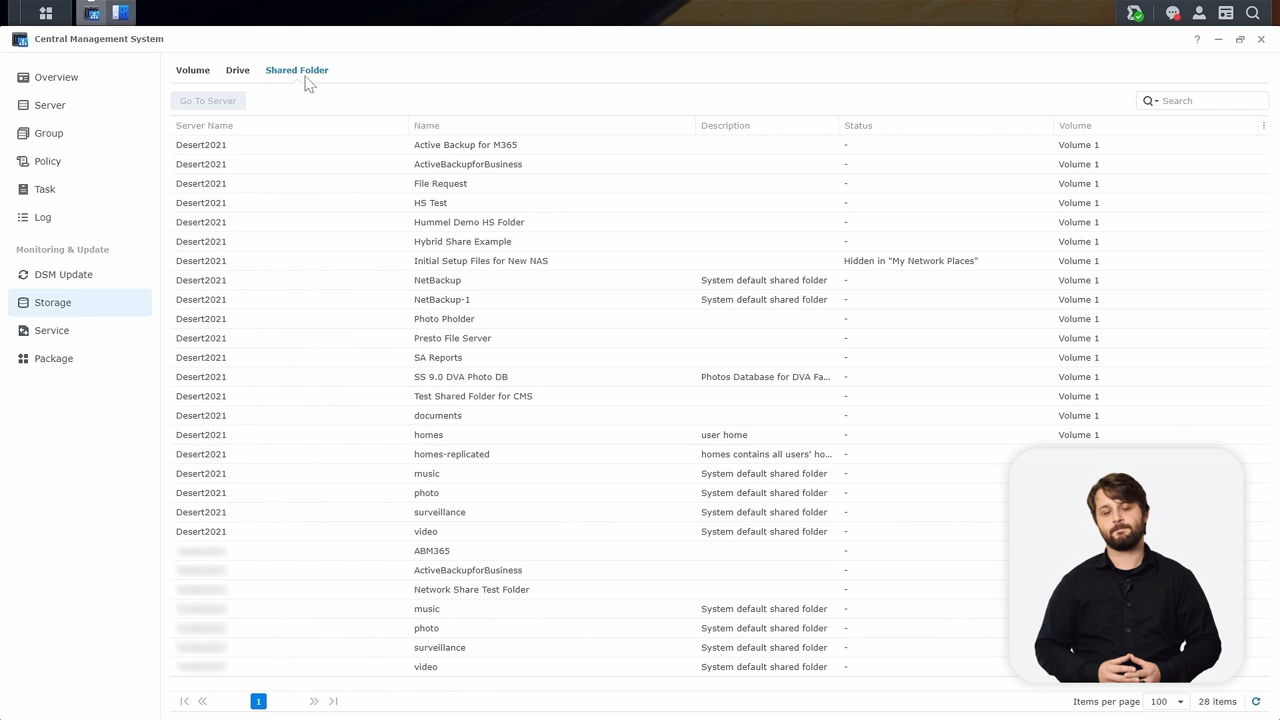 Central Management System
Overview
Server
Group
Policy
Task
Log
Monitoring & Update
DSM Update
Storage
Service
Package
Volume Drive Shared Folder
Go To Server
Search
Server Name Name Description Status Volume
Desert2021 Active Backup for M365 - Volume 1
Desert2021 ActiveBackupforBusiness - Volume 1
Desert2021 File Request - Volume 1
Desert2021 HS Test - Volume 1
Desert2021 Hummel Demo HS Folder - Volume 1
Desert2021 Hybrid Share Example - Volume 1
Desert2021 Initial Setup Files for New NAS Hidden in "My Network Places" Volume 1
Desert2021 NetBackup System default shared folder - Volume 1
Desert2021 NetBackup-1 System default shared folder - Volume 1
Desert2021 Photo Pholder - Volume 1
Desert2021 Presto File Server - Volume 1
Desert2021 SA Reports - Volume 1
Desert2021 SS 9.0 DVA Photo DB Photos Database for DVA Fa... - Volume 1
Desert2021 Test Shared Folder for CMS - Volume 1
Desert2021 documents - Volume 1
Desert2021 homes user home - Volume 1
Desert2021 homes-replicated homes contains all users' ho... -
Desert2021 music System default shared folder -
Desert2021 photo System default shared folder -
Desert2021 surveillance System default shared folder -
Desert2021 video System default shared folder -
ABM365 -
ActiveBackupforBusiness -
Network Share Test Folder -
music System default shared folder -
photo System default shared folder -
surveillance System default shared folder -
video System default shared folder -
1
Items per page 100 28 items